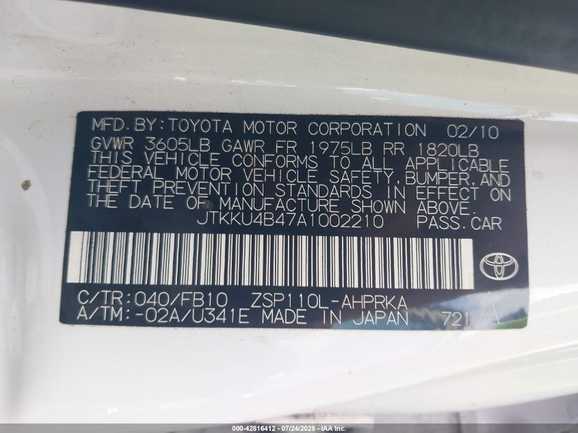 MFD. BY: TOYOTA MOTOR CORPORATION 02/10
GVWR 3605LB GAWR FR 1975LB RR 1820LB
THIS VEHICLE CONFORMS TO ALL APPLICABLE
FEDERAL MOTOR VEHICLE SAFETY, BUMPER, AND
THEFT PREVENTION STANDARDS IN EFFECT ON
THE DATE OF MANUFACTURE SHOWN ABOVE.
JTKKU4B47A1002210 PASS. CAR
C/TR: 040/FB10 ZSP110L-AHPRKA
A/TM: -02A/U341E MADE IN JAPAN 721
000-42816412 - 07/24/2025 - © IAA Inc.